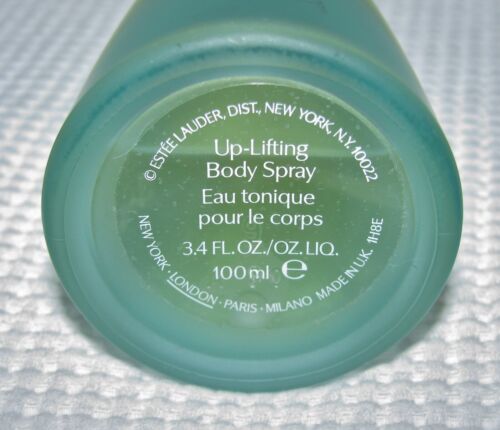 © ESTÉE LAUDER, DIST., NEW YORK, N.Y. 10022
Up-Lifting
Body Spray
Eau tonique
pour le corps
3.4 FL.OZ./OZ. LIQ.
100 ml ℮
NEW YORK · LONDON · PARIS · MILANO MADE IN U.K. 1H8E